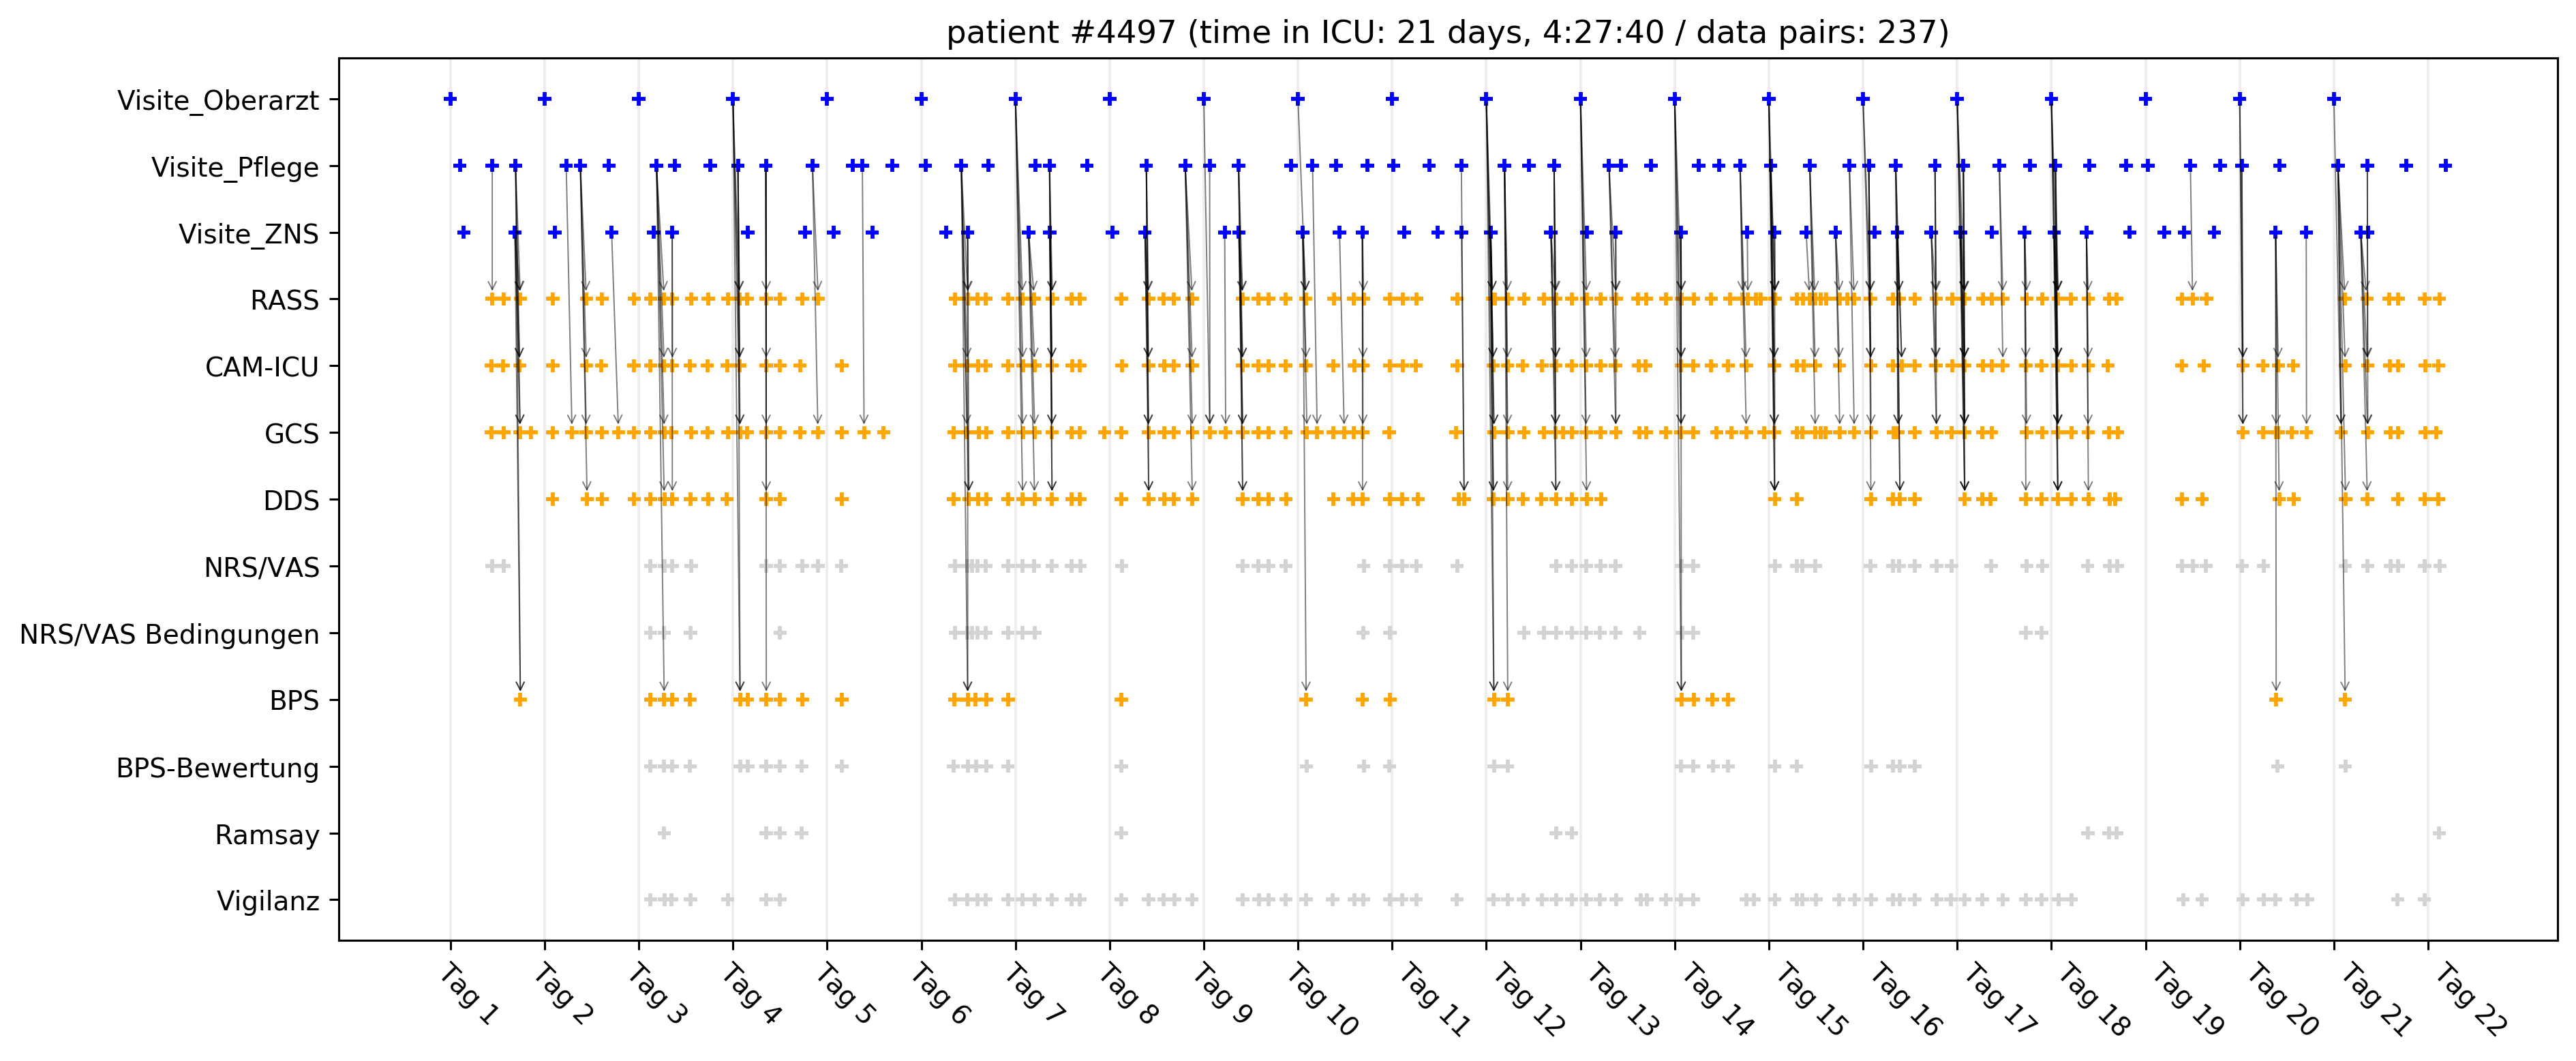 patient #4497 (time in ICU: 21 days, 4:27:40 / data pairs: 237)
Visite_Oberarzt
Visite_Pflege
Visite_ZNS
RASS
CAM-ICU
GCS
DDS
NRS/VAS
NRS/VAS Bedingungen
BPS
BPS-Bewertung
Ramsay
Vigilanz
Tag 1
Tag 2
Tag 3
Tag 4
Tag 5
Tag 6
Tag 7
Tag 8
Tag 9
Tag 10
Tag 11
Tag 12
Tag 13
Tag 14
Tag 15
Tag 16
Tag 17
Tag 18
Tag 19
Tag 20
Tag 21
Tag 22